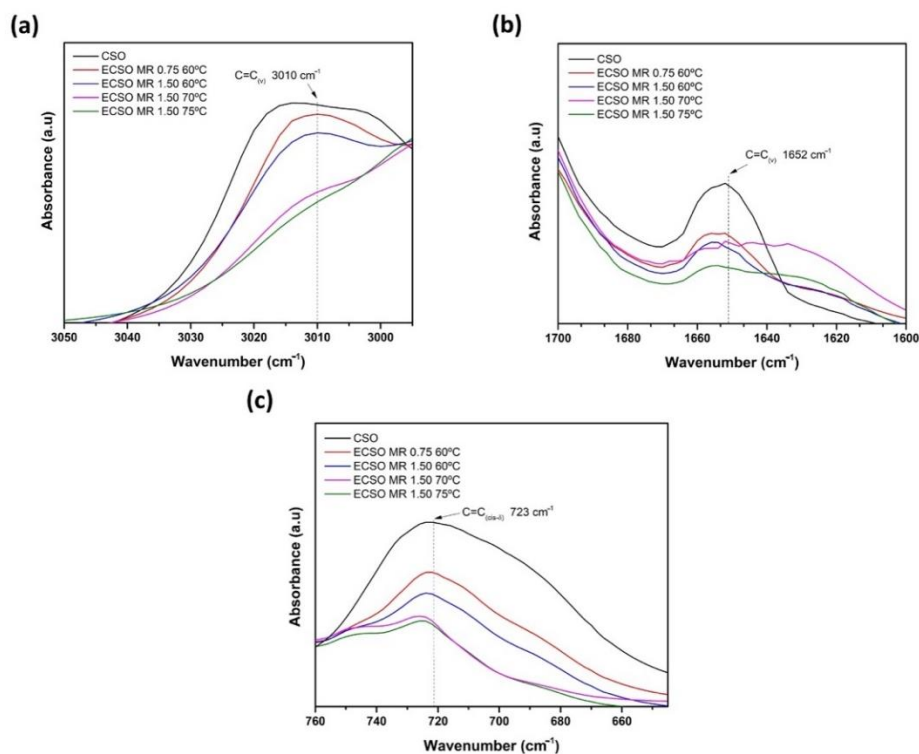 (a)
CSO
ECSO MR 0.75 60ºC
ECSO MR 1.50 60ºC
ECSO MR 1.50 70ºC
ECSO MR 1.50 75ºC
C=C(v) 3010 cm⁻¹
Absorbance (a.u)
3050 3040 3030 3020 3010 3000
Wavenumber (cm⁻¹)
(b)
CSO
ECSO MR 0.75 60ºC
ECSO MR 1.50 60ºC
ECSO MR 1.50 70ºC
ECSO MR 1.50 75ºC
C=C(v) 1652 cm⁻¹
Absorbance (a.u)
1700 1680 1660 1640 1620 1600
Wavenumber (cm⁻¹)
(c)
CSO
ECSO MR 0.75 60ºC
ECSO MR 1.50 60ºC
ECSO MR 1.50 70ºC
ECSO MR 1.50 75ºC
723 cm⁻¹
Absorbance (a.u)
760 740 720 700 680 660
Wavenumber (cm⁻¹)